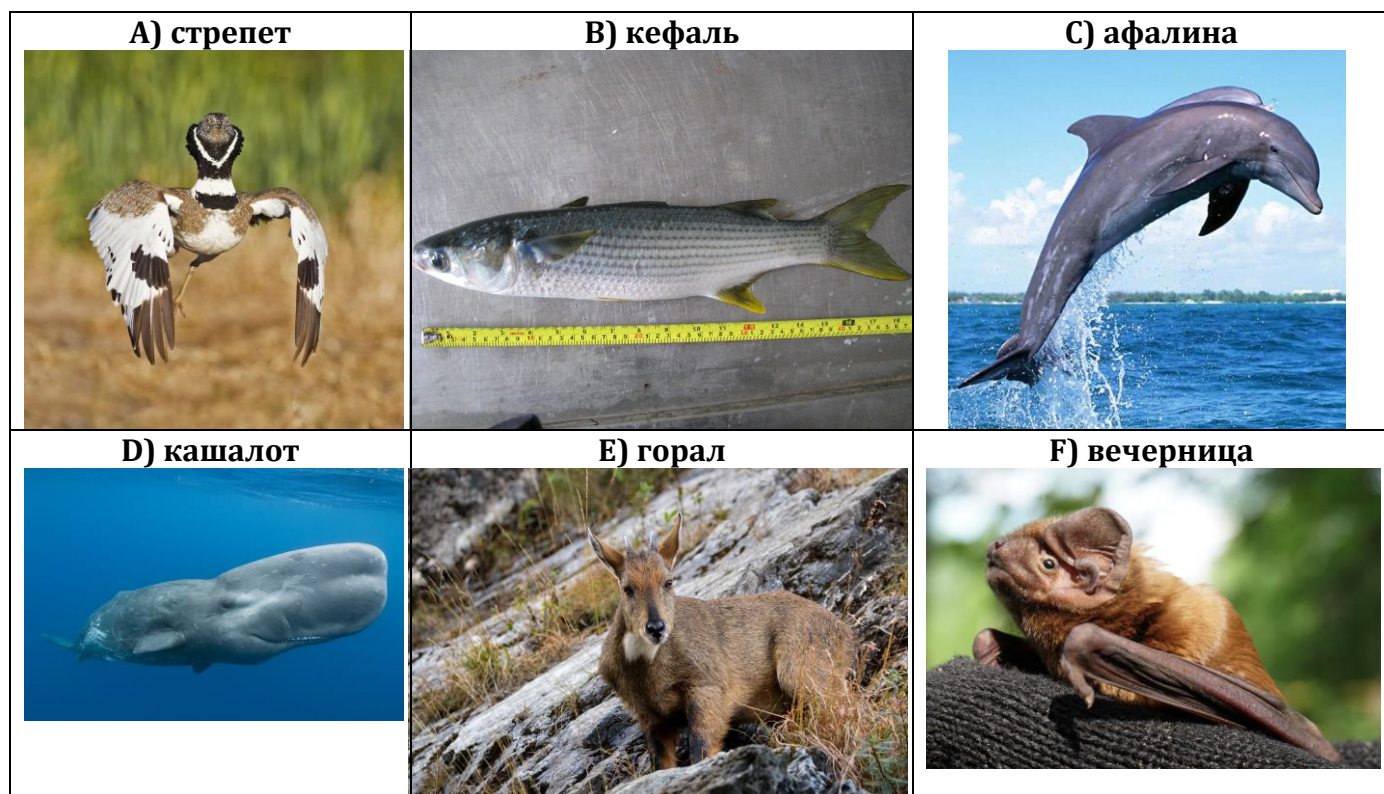 A) стрепет
B) кефаль
C) афалина
D) кашалот
E) горал
F) вечерница